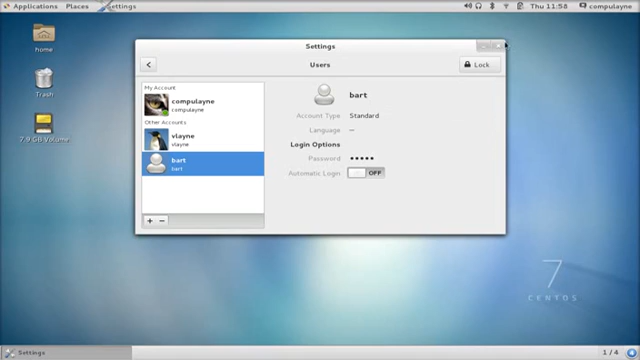 Applications Places Settings Thu 11:58 compulayne
home
Trash
7.9 GB Volume
Settings
Users
Lock
My Account
compulayne
compulayne
Other Accounts
vlayne
vlayne
bart
bart
bart
Account Type Standard
Language —
Login Options
Password •••••
Automatic Login OFF
7
CENTOS
Settings
1 / 4